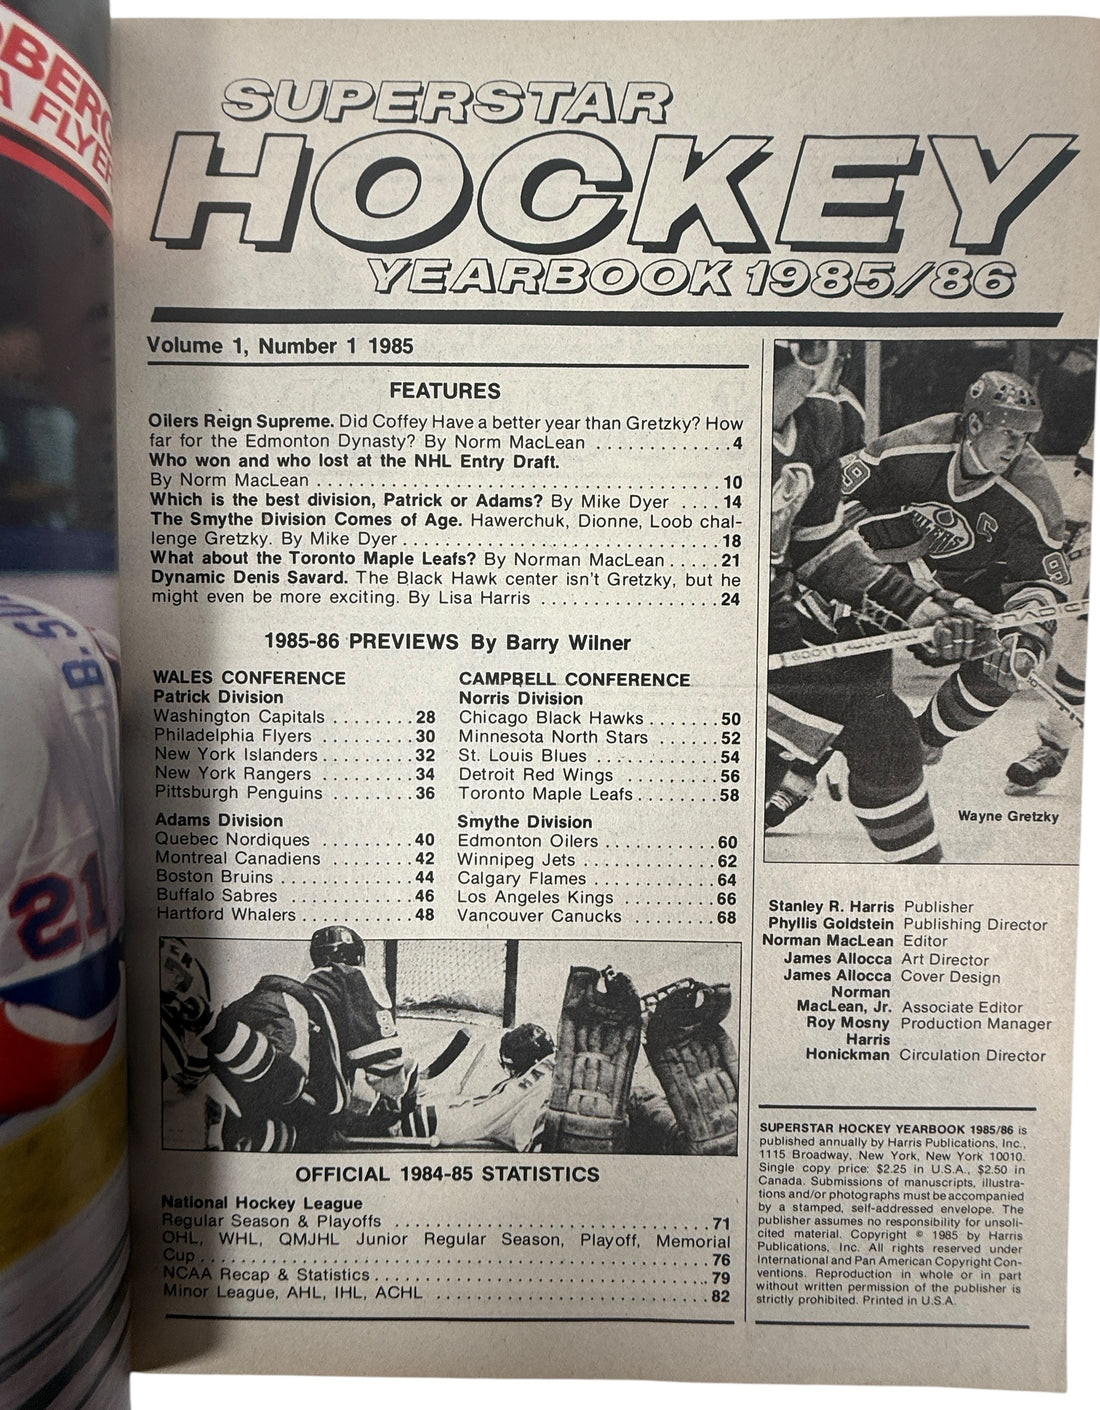 SUPERSTAR
HOCKEY
YEARBOOK 1985/86
Volume 1, Number 1 1985
FEATURES
Oilers Reign Supreme. Did Coffey Have a better year than Gretzky? How
far for the Edmonton Dynasty? By Norm MacLean . . . . . . . . . . . . 4
Who won and who lost at the NHL Entry Draft.
By Norm MacLean . . . . . . . . . . . . . . . . . . . . . . . . . . . . . . . . . . . . . . 10
Which is the best division, Patrick or Adams? By Mike Dyer . . . . 14
The Smythe Division Comes of Age. Hawerchuk, Dionne, Loob chal-
lenge Gretzky. By Mike Dyer . . . . . . . . . . . . . . . . . . . . . . . . . . . . . 18
What about the Toronto Maple Leafs? By Norman MacLean . . . . . 21
Dynamic Denis Savard. The Black Hawk center isn't Gretzky, but he
might even be more exciting. By Lisa Harris . . . . . . . . . . . . . . . . 24
1985-86 PREVIEWS By Barry Wilner
WALES CONFERENCE
Patrick Division
Washington Capitals . . . . . . . . 28
Philadelphia Flyers . . . . . . . . . 30
New York Islanders . . . . . . . . . 32
New York Rangers . . . . . . . . . 34
Pittsburgh Penguins . . . . . . . . 36
Adams Division
Quebec Nordiques . . . . . . . . . 40
Montreal Canadiens . . . . . . . . 42
Boston Bruins . . . . . . . . . . . . . 44
Buffalo Sabres . . . . . . . . . . . . 46
Hartford Whalers . . . . . . . . . . . 48
CAMPBELL CONFERENCE
Norris Division
Chicago Black Hawks . . . . . . . 50
Minnesota North Stars . . . . . . 52
St. Louis Blues . . . . . . . . . . . . 54
Detroit Red Wings . . . . . . . . . 56
Toronto Maple Leafs . . . . . . . . 58
Smythe Division
Edmonton Oilers . . . . . . . . . . . 60
Winnipeg Jets . . . . . . . . . . . . . 62
Calgary Flames . . . . . . . . . . . . 64
Los Angeles Kings . . . . . . . . . 66
Vancouver Canucks . . . . . . . . 68
OFFICIAL 1984-85 STATISTICS
National Hockey League
Regular Season & Playoffs . . . . . . . . . . . . . . . . . . . . . . . . . . . . . . 71
OHL, WHL, QMJHL Junior Regular Season, Playoff, Memorial
Cup . . . . . . . . . . . . . . . . . . . . . . . . . . . . . . . . . . . . . . . . . . . . . . . . 76
NCAA Recap & Statistics . . . . . . . . . . . . . . . . . . . . . . . . . . . . . . . 79
Minor League, AHL, IHL, ACHL . . . . . . . . . . . . . . . . . . . . . . . . . . 82
Wayne Gretzky
Stanley R. Harris Publisher
Phyllis Goldstein Publishing Director
Norman MacLean Editor
James Allocca Art Director
James Allocca Cover Design
Norman
MacLean, Jr. Associate Editor
Roy Mosny Production Manager
Harris
Honickman Circulation Director
SUPERSTAR HOCKEY YEARBOOK 1985/86 is
published annually by Harris Publications, Inc.,
1115 Broadway, New York, New York 10010.
Single copy price: $2.25 in U.S.A., $2.50 in
Canada. Submissions of manuscripts, illustra-
tions and/or photographs must be accompanied
by a stamped, self-addressed envelope. The
publisher assumes no responsibility for unsoli-
cited material. Copyright © 1985 by Harris
Publications, Inc. All rights reserved under
International and Pan American Copyright Con-
ventions. Reproduction in whole or in part
without written permission of the publisher is
strictly prohibited. Printed in U.S.A.
21